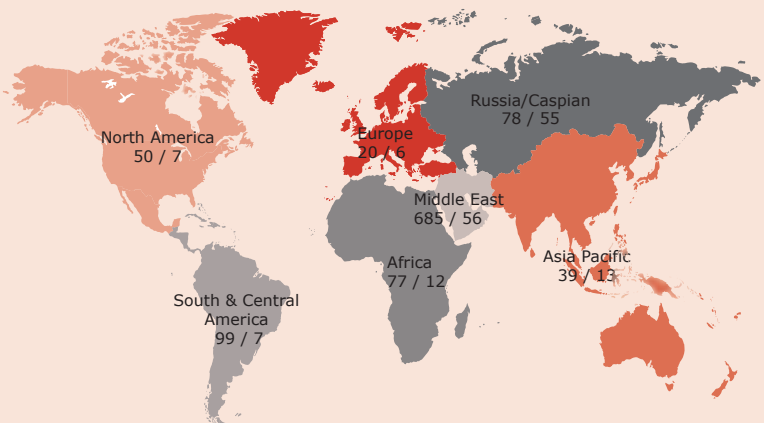 Russia/Caspian
78 / 55
North America
50 / 7
Europe
20 / 6
Middle East
685 / 56
Africa
77 / 12
Asia Pacific
39 / 13
South & Central
America
99 / 7